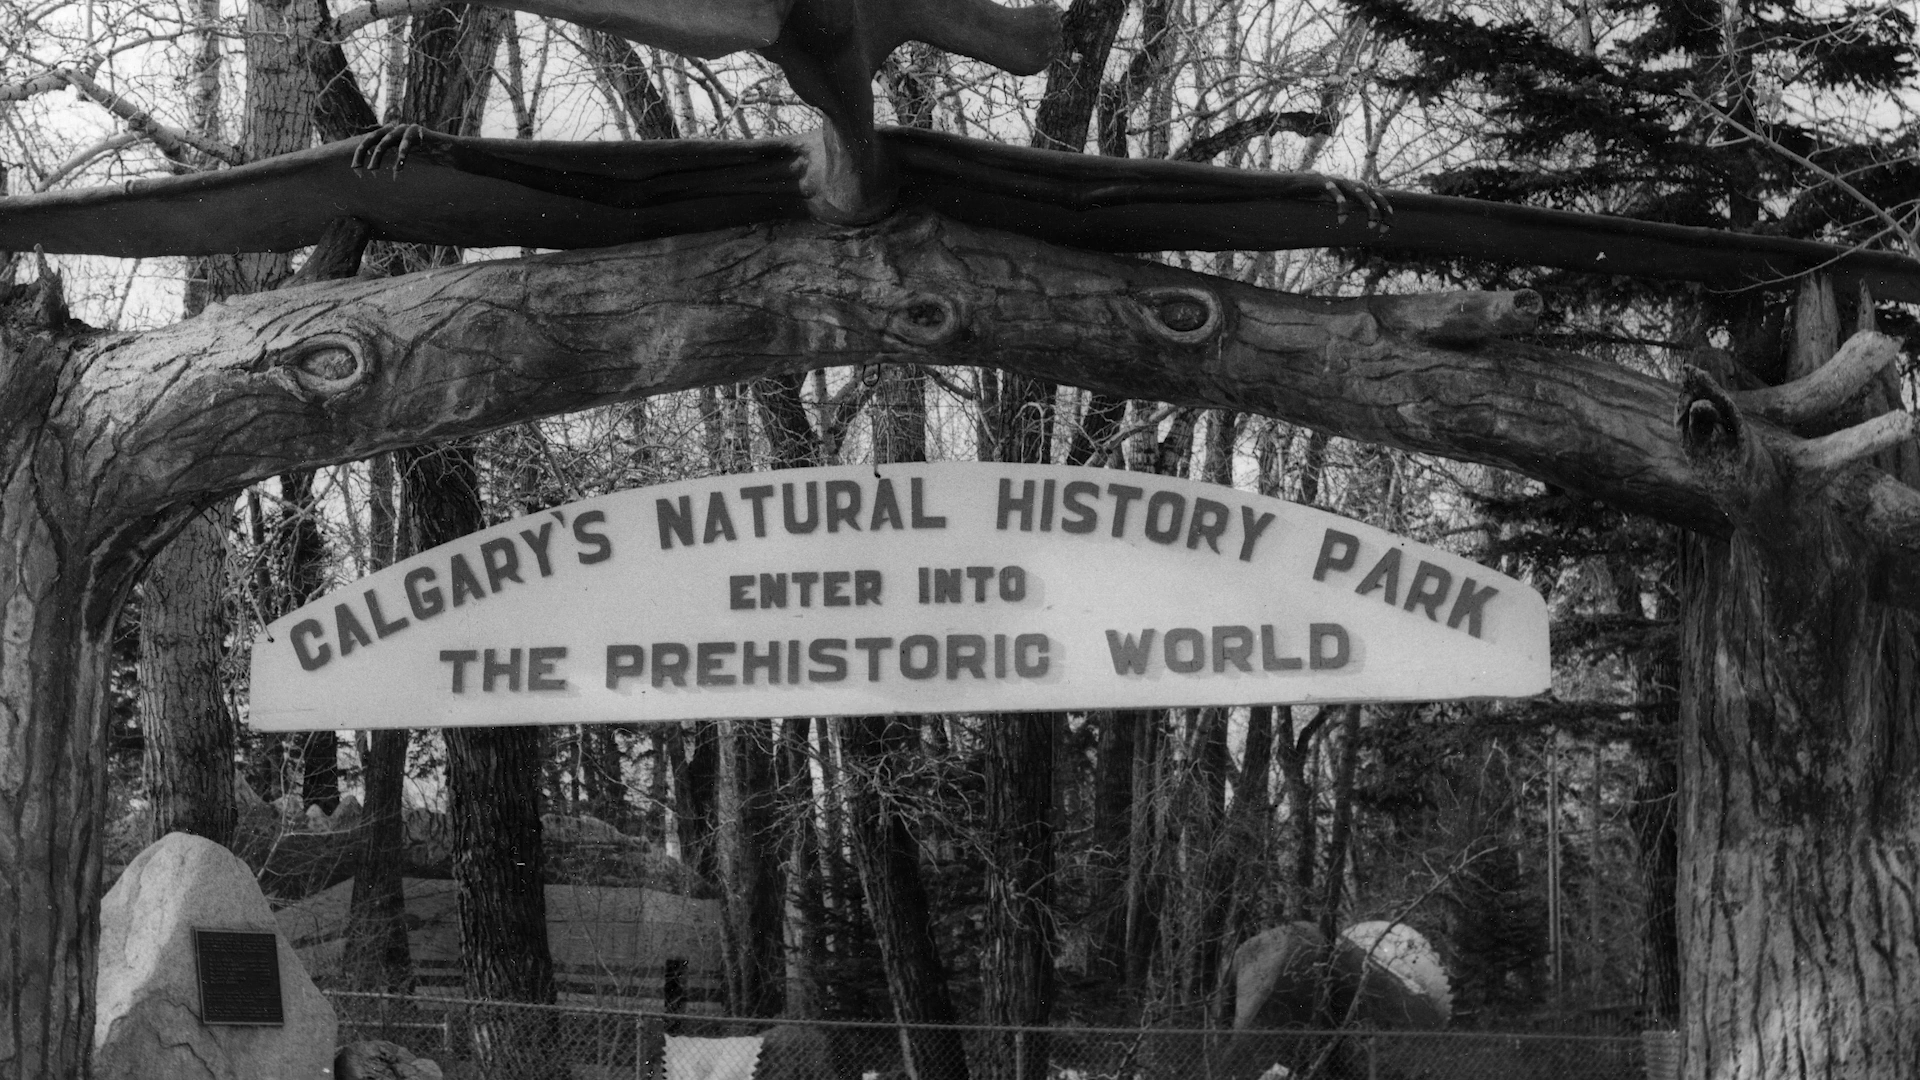 CALGARY'S NATURAL HISTORY PARK
ENTER INTO
THE PREHISTORIC WORLD